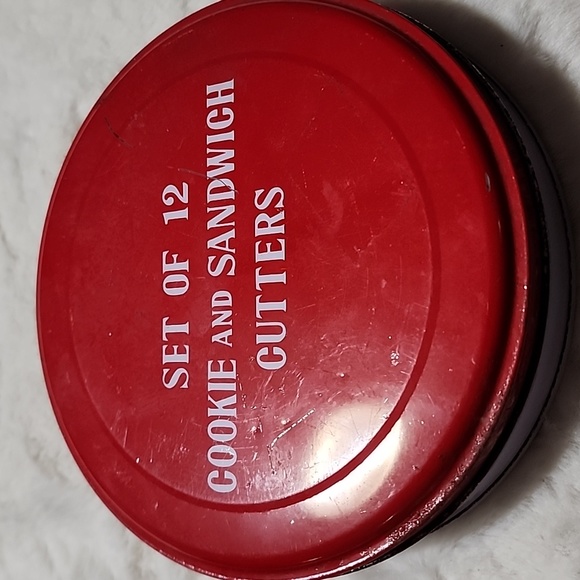 SET OF 12
COOKIE AND SANDWICH
CUTTERS